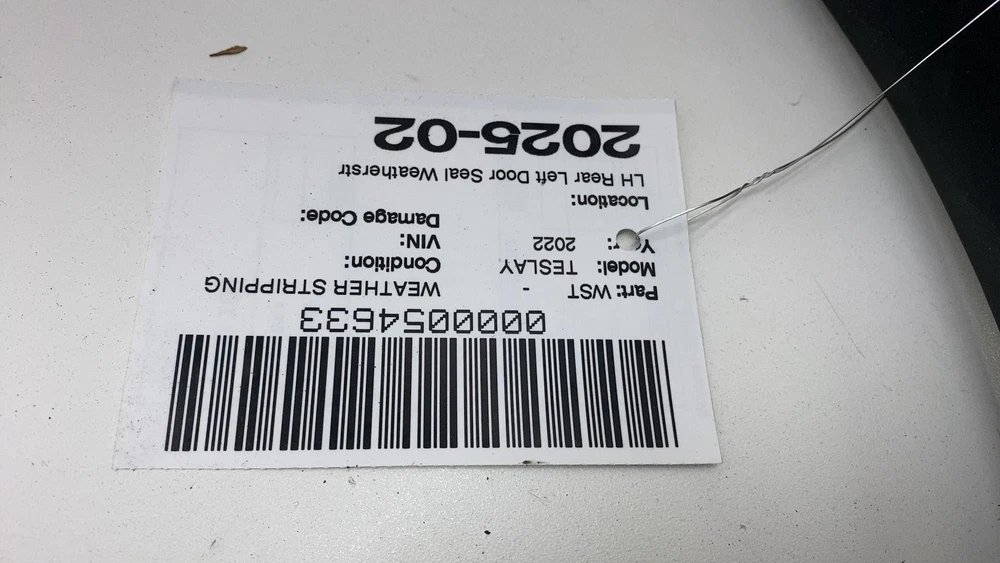 0000054633
Part: WST - WEATHER STRIPPING
Model: TESLAY Condition:
Year: 2022 VIN:
Damage Code:
Location:
LH Rear Left Door Seal Weatherstr
2025-02